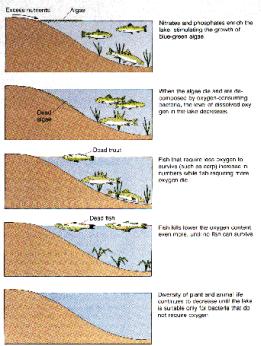 Excess nutrients
Algae
Nitrates and phosphates enrich the
lake, stimulating the growth of
blue-green algae
Dead
algae
When the algae die and are de-
composed by oxygen-consuming
bacteria, the level of dissolved oxy
gen in the lake decreases.
Dead trout
Fish that require less oxygen to
survive (such as carp) increase in
numbers while fish requiring more
oxygen die
Dead fish
Fish kills lower the oxygen content
even more, until no fish can survive
Diversity of plant and animal life
continues to decrease until the lake
is suitable only for bacteria that do
not require oxygen